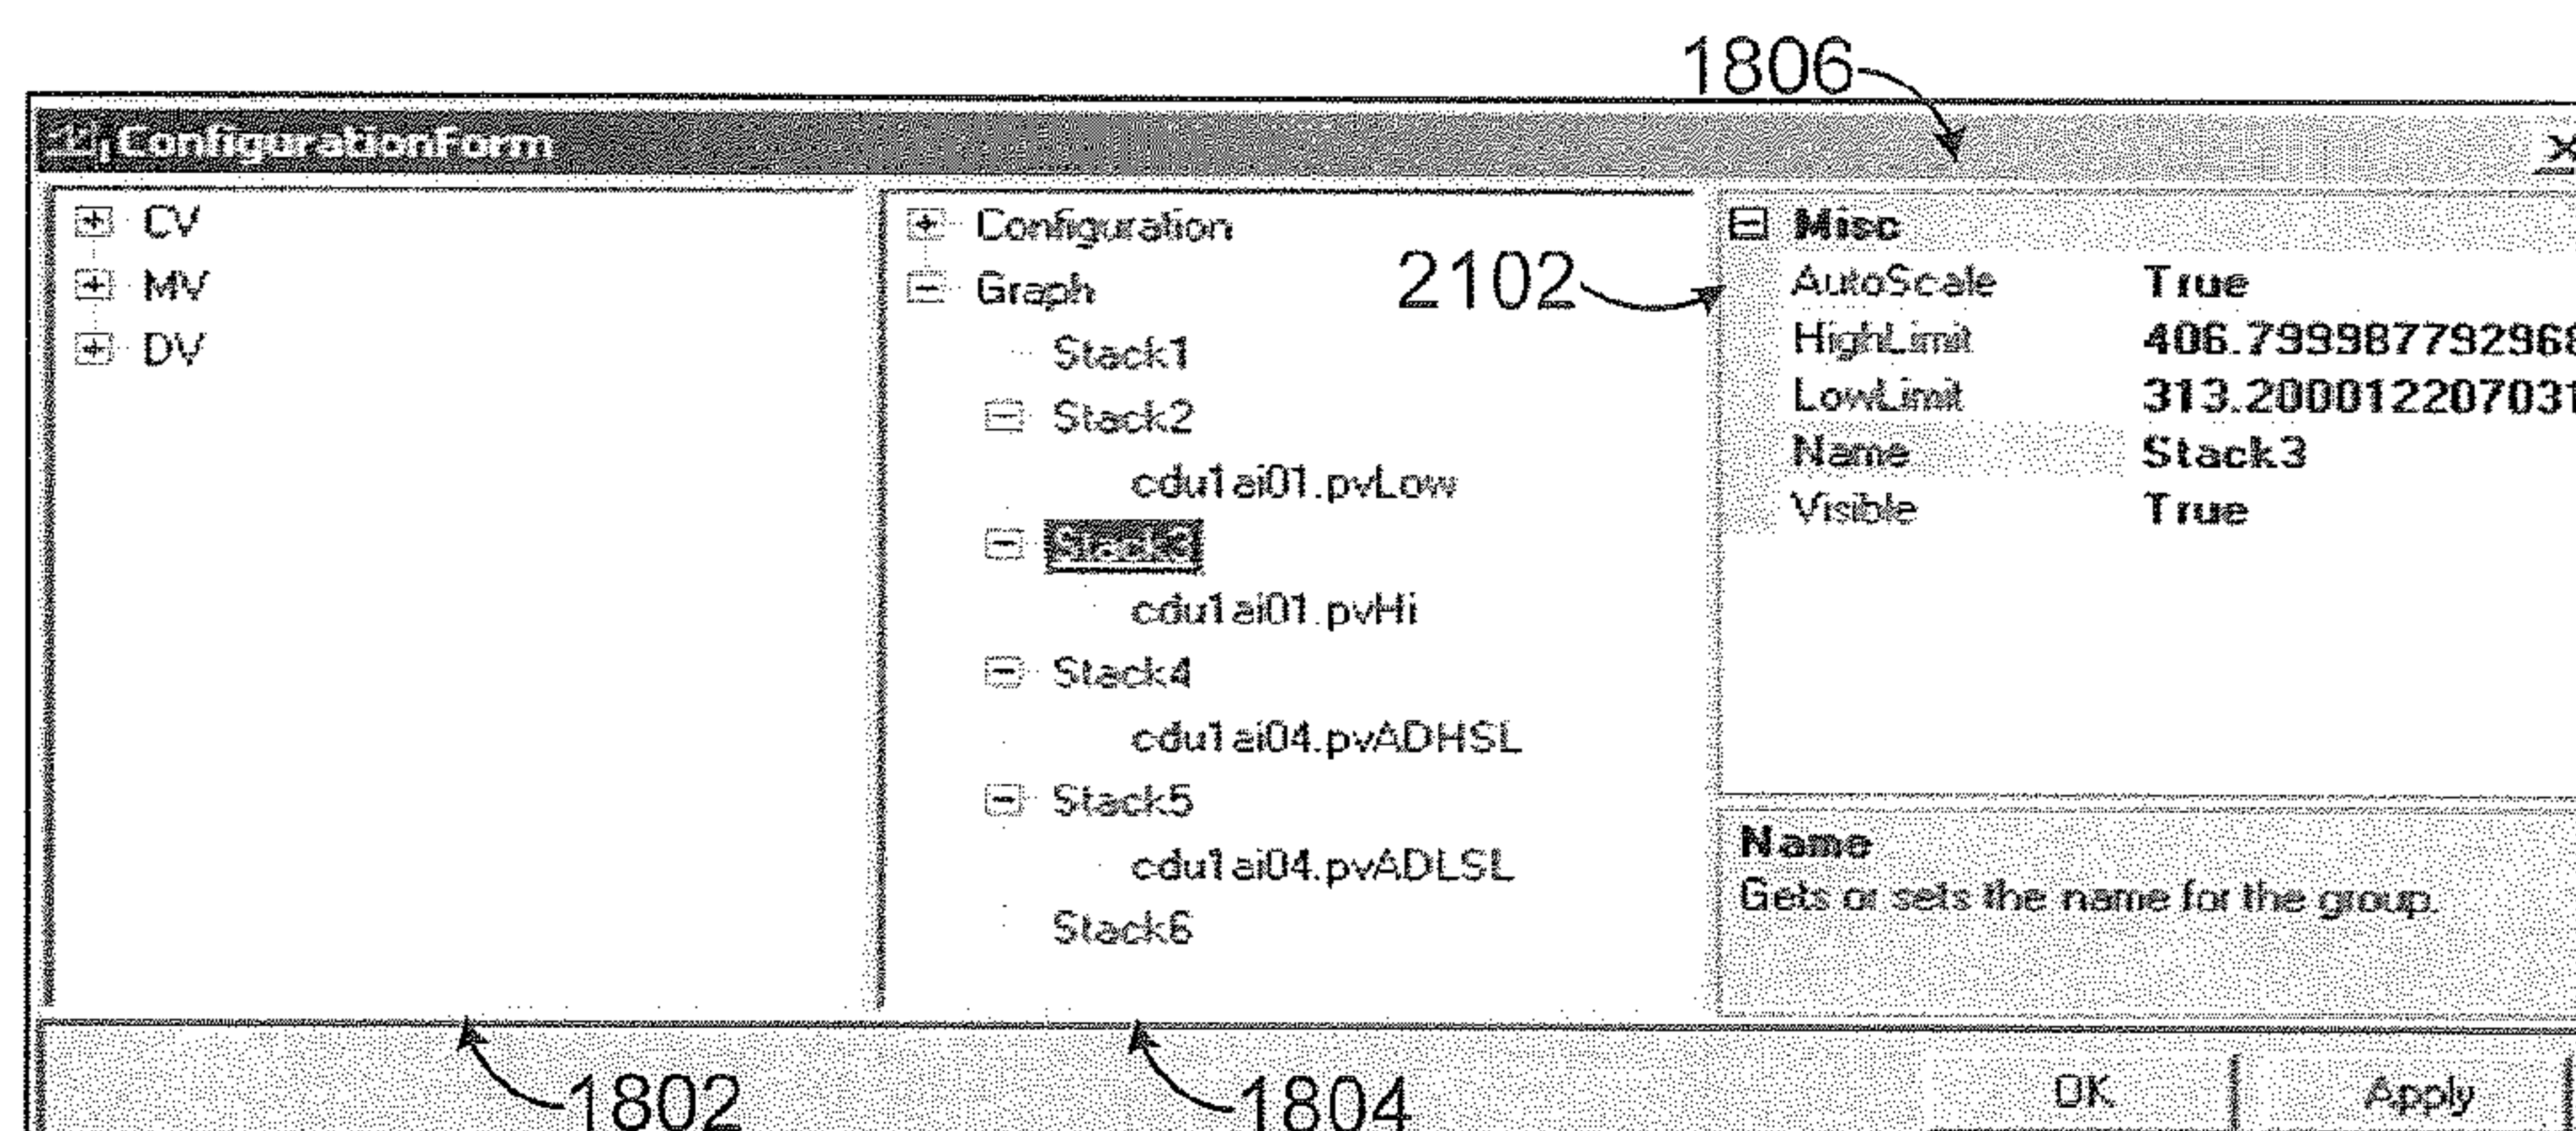 1806
ConfigurationForm
CV
MV
DV
Configuration
Graph
Stack1
Stack2
cdu1ai01.pvLow
Stack3
cdu1ai01.pvHi
Stack4
cdu1ai04.pvADHSL
Stack5
cdu1ai04.pvADLSL
Stack6
2102
Misc
AutoScale True
HighLimit 406.799987792968
LowLimit 313.200012207031
Name Stack3
Visible True
Name
Gets or sets the name for the group.
1802
1804
OK
Apply